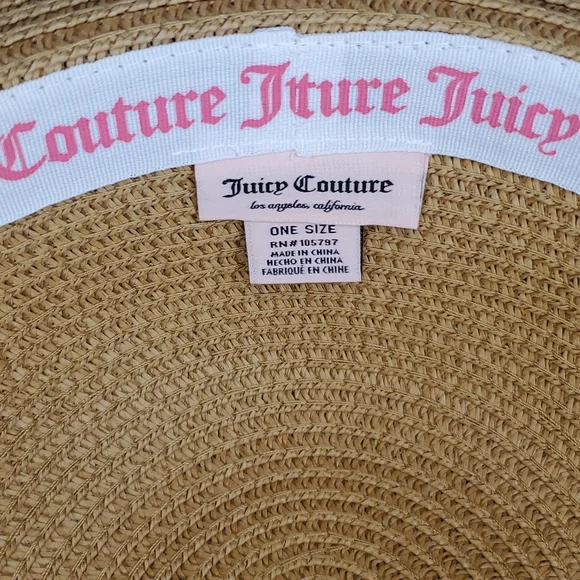 Couture Jture Juicy
Juicy Couture
los angeles, california
ONE SIZE
RN# 105797
MADE IN CHINA
HECHO EN CHINA
FABRIQUÉ EN CHINE